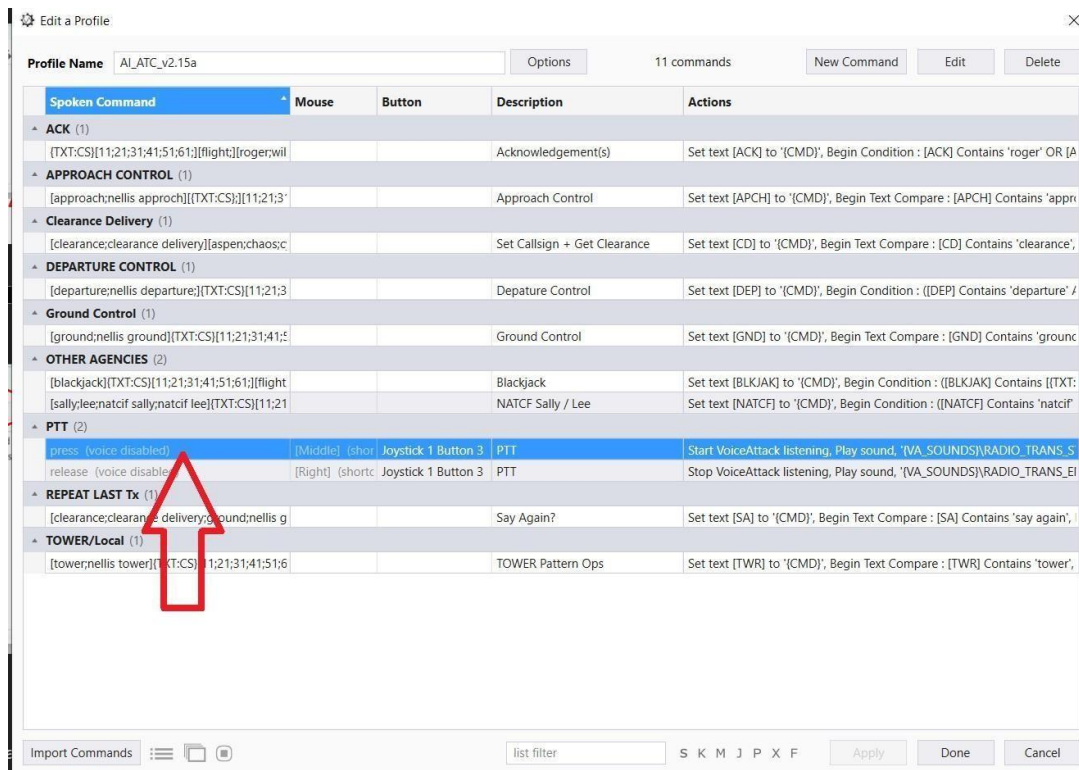 Edit a Profile
Profile Name AI_ATC_v2.15a Options 11 commands New Command Edit Delete
Spoken Command Mouse Button Description Actions
ACK (1)
{TXT:CS}[11;21;31;41;51;61;][flight;][roger;wil Acknowledgement(s) Set text [ACK] to '{CMD}', Begin Condition : [ACK] Contains 'roger' OR [A
APPROACH CONTROL (1)
[approach;nellis approch][{TXT:CS};][11;21;3 Approach Control Set text [APCH] to '{CMD}', Begin Text Compare : [APCH] Contains 'appro
Clearance Delivery (1)
[clearance;clearance delivery][aspen;chaos;c Set Callsign + Get Clearance Set text [CD] to '{CMD}', Begin Text Compare : [CD] Contains 'clearance',
DEPARTURE CONTROL (1)
[departure;nellis departure;]{TXT:CS}[11;21;3 Depature Control Set text [DEP] to '{CMD}', Begin Condition : ([DEP] Contains 'departure' A
Ground Control (1)
[ground;nellis ground]{TXT:CS}[11;21;31;41;5 Ground Control Set text [GND] to '{CMD}', Begin Text Compare : [GND] Contains 'ground
OTHER AGENCIES (2)
[blackjack]{TXT:CS}[11;21;31;41;51;61;][flight Blackjack Set text [BLKJAK] to '{CMD}', Begin Condition : ([BLKJAK] Contains [{TXT:
[sally;lee;natcif sally;natcif lee]{TXT:CS}[11;21 NATCF Sally / Lee Set text [NATCF] to '{CMD}', Begin Condition : ([NATCF] Contains 'natcif'
PTT (2)
press (voice disabled) [Middle] (shor Joystick 1 Button 3 PTT Start VoiceAttack listening, Play sound, '{VA_SOUNDS}\RADIO_TRANS_S
release (voice disabled [Right] (shortc Joystick 1 Button 3 PTT Stop VoiceAttack listening, Play sound, '{VA_SOUNDS}\RADIO_TRANS_E
REPEAT LAST Tx (1)
[clearance;clearance delivery;ground;nellis g Say Again? Set text [SA] to '{CMD}', Begin Text Compare : [SA] Contains 'say again',
TOWER/Local (1)
[tower;nellis tower]{TXT:CS}[11;21;31;41;51;6 TOWER Pattern Ops Set text [TWR] to '{CMD}', Begin Text Compare : [TWR] Contains 'tower',
Import Commands list filter S K M J P X F Apply Done Cancel